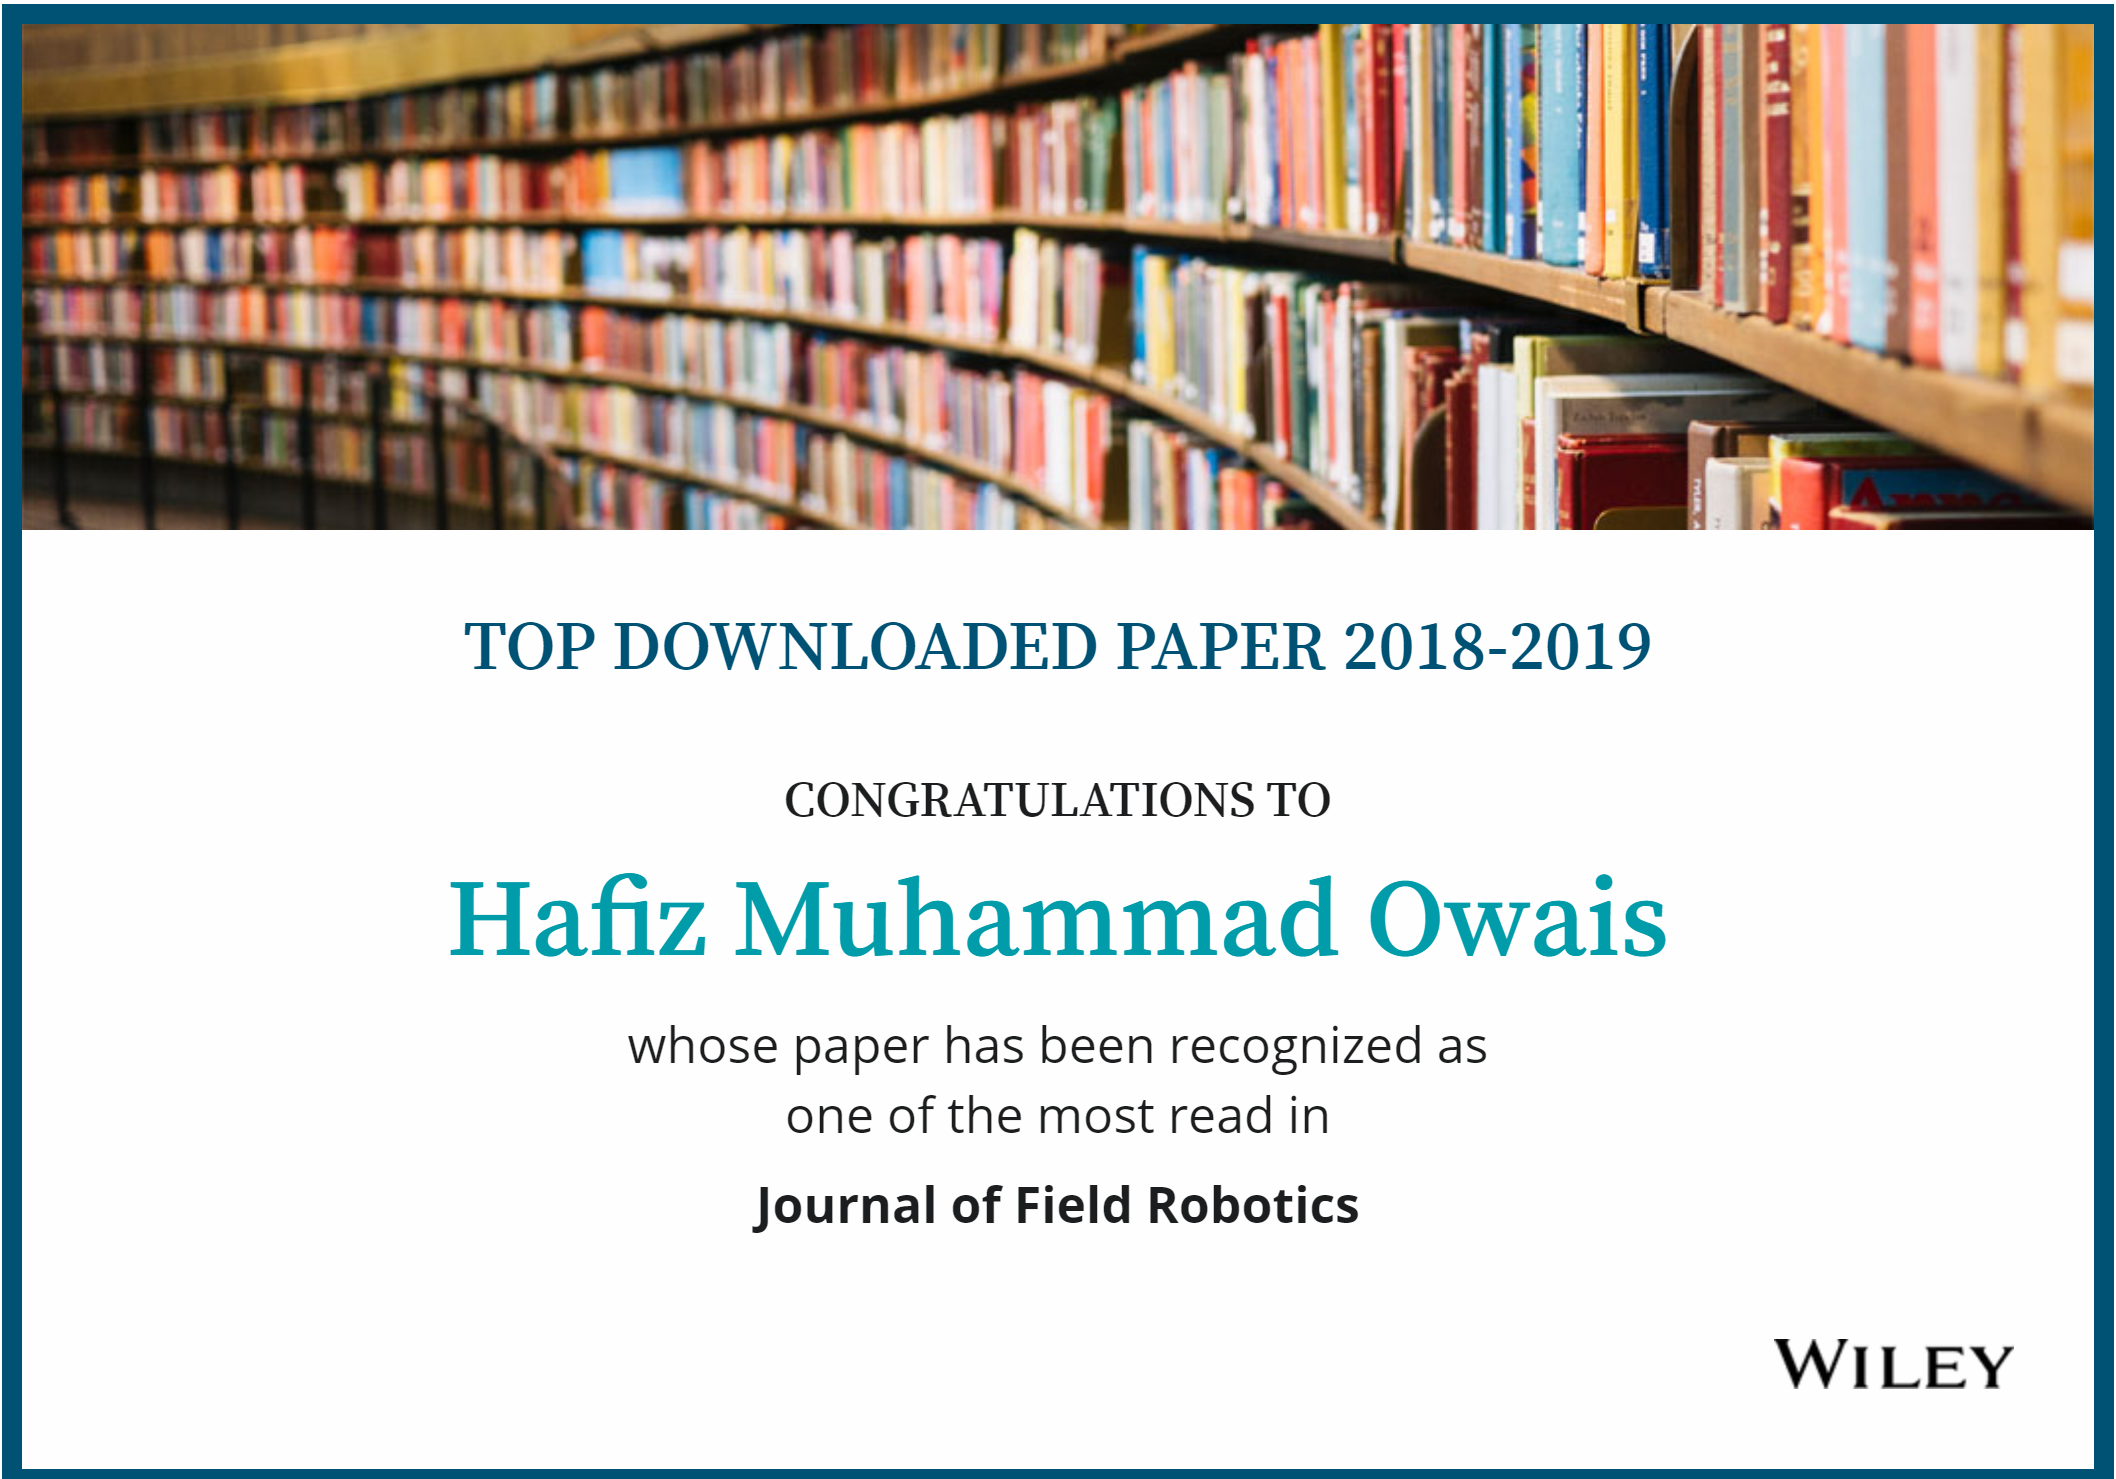 TOP DOWNLOADED PAPER 2018-2019
CONGRATULATIONS TO
Hafiz Muhammad Owais
whose paper has been recognized as
one of the most read in
Journal of Field Robotics
WILEY